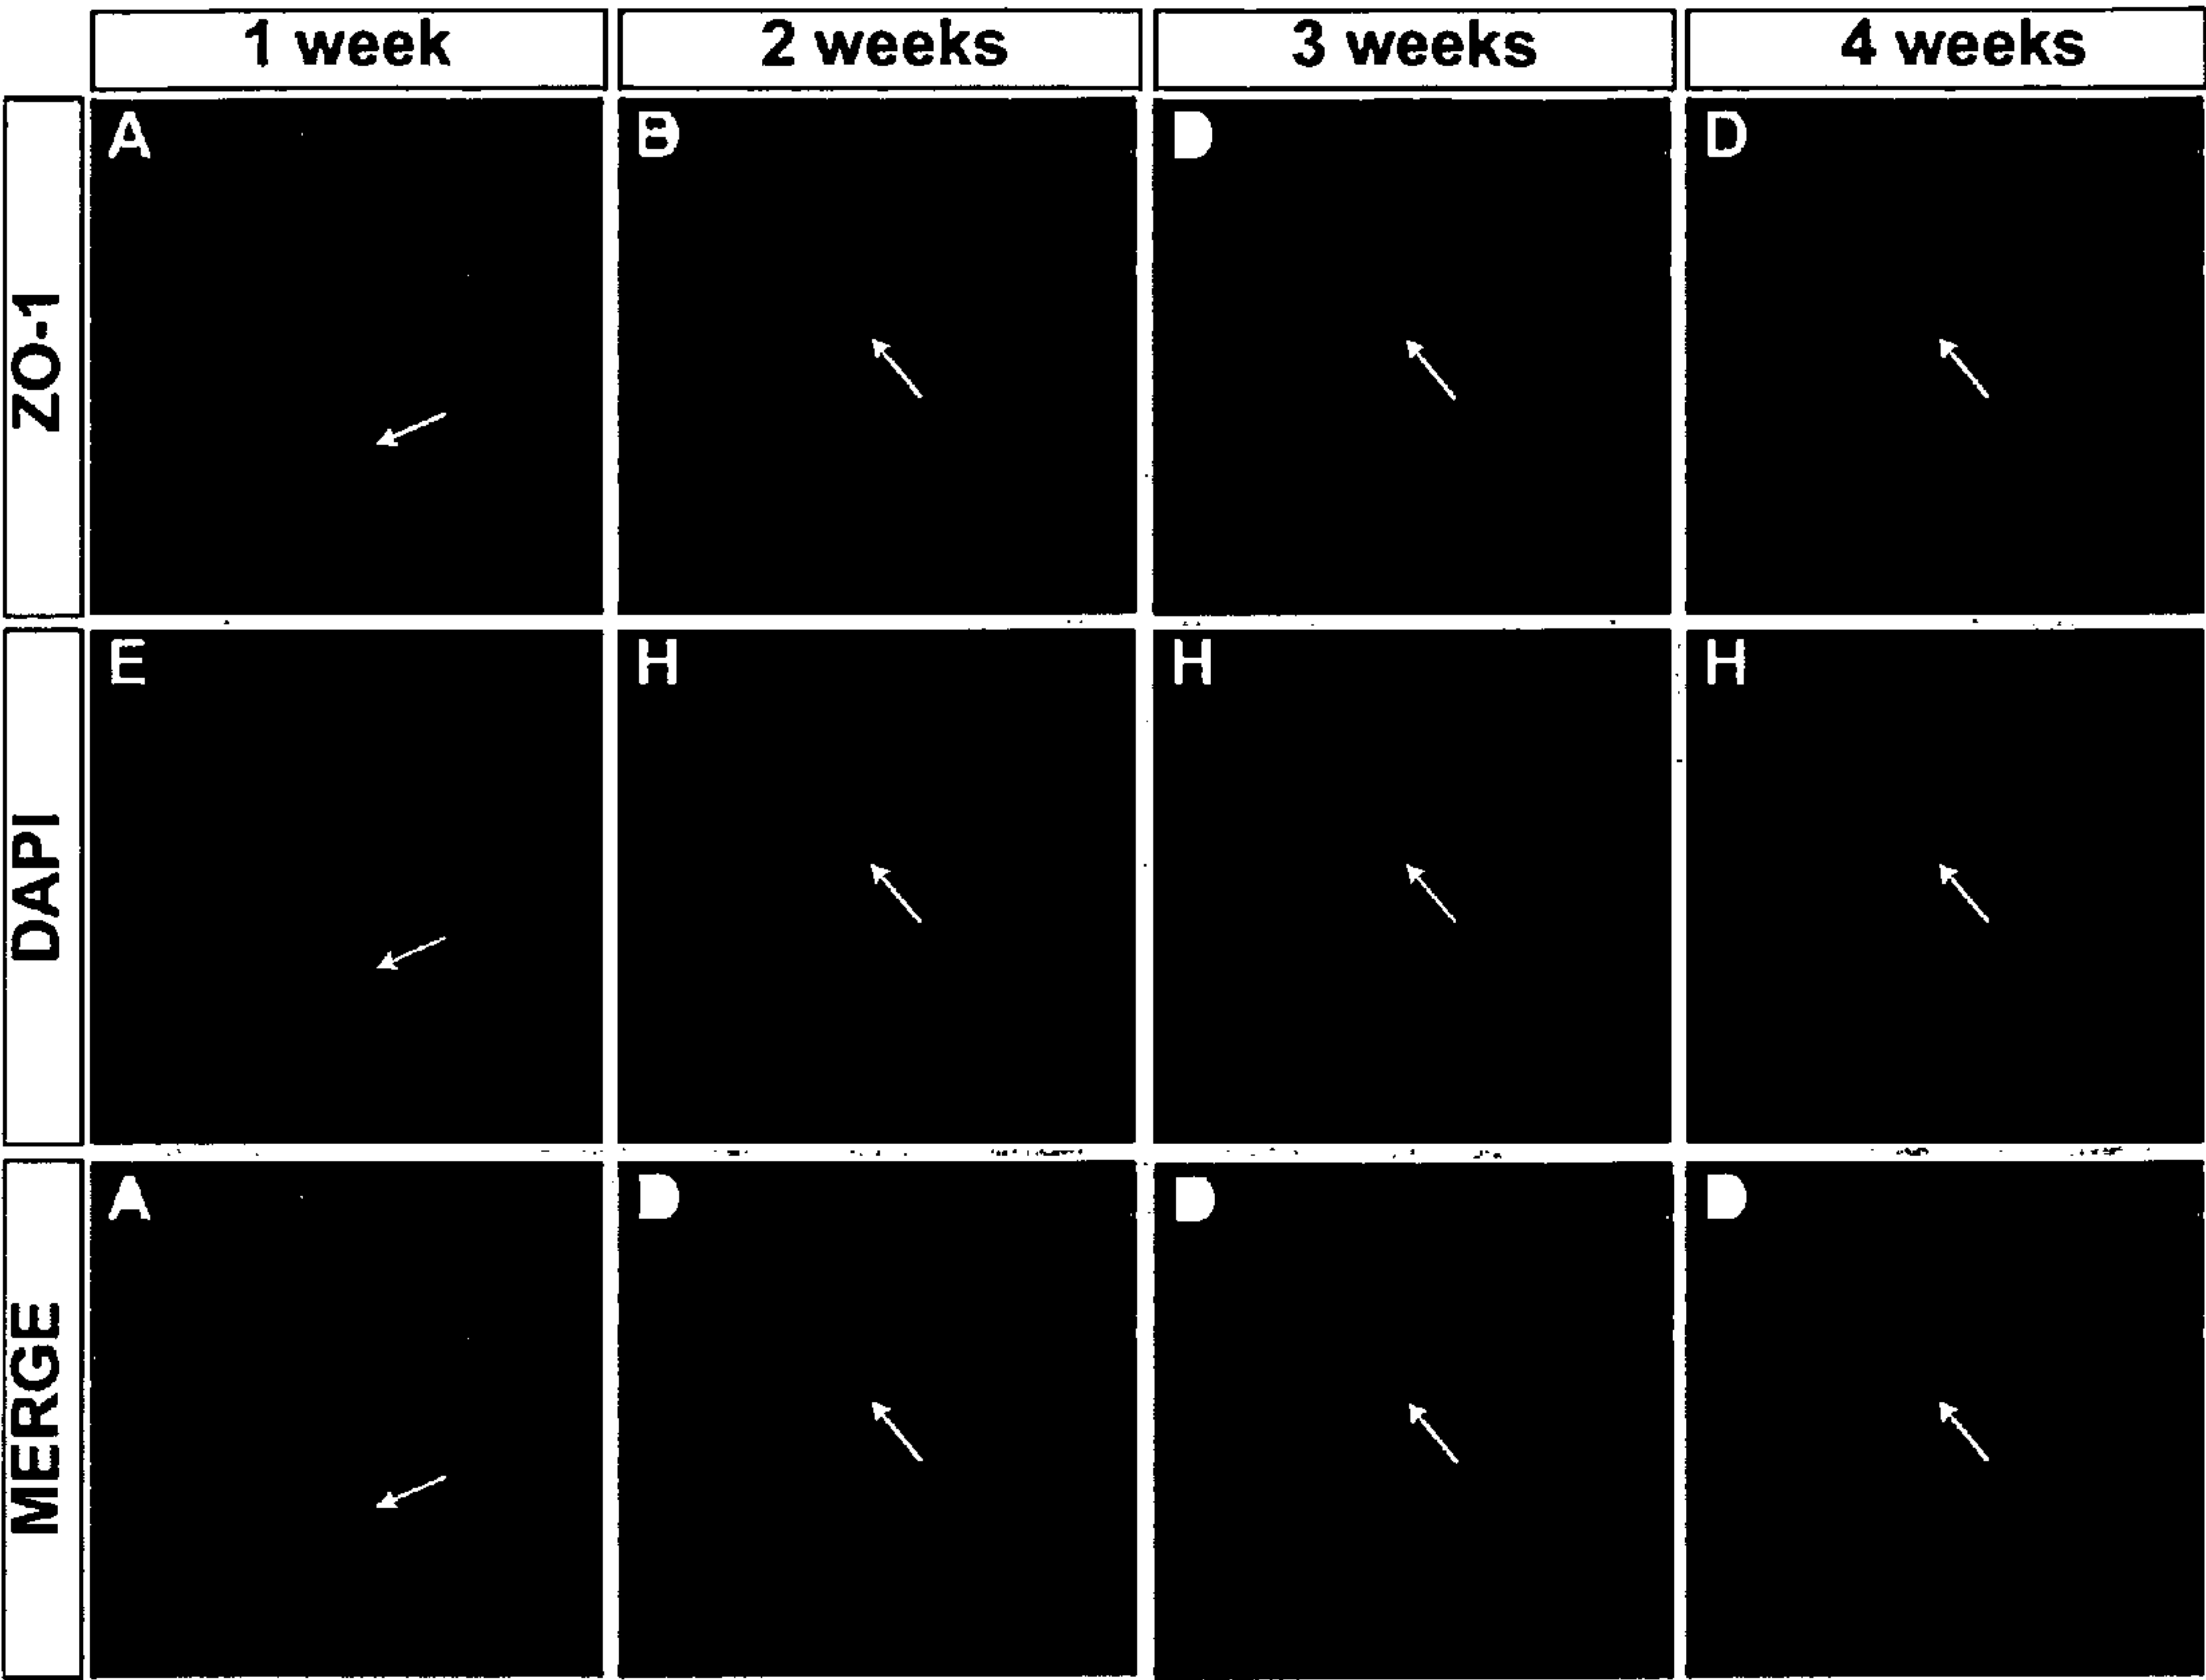 1 week 2 weeks 3 weeks 4 weeks
ZO-1
A B D D
DAPI
E H H H
MERGE
A D D D